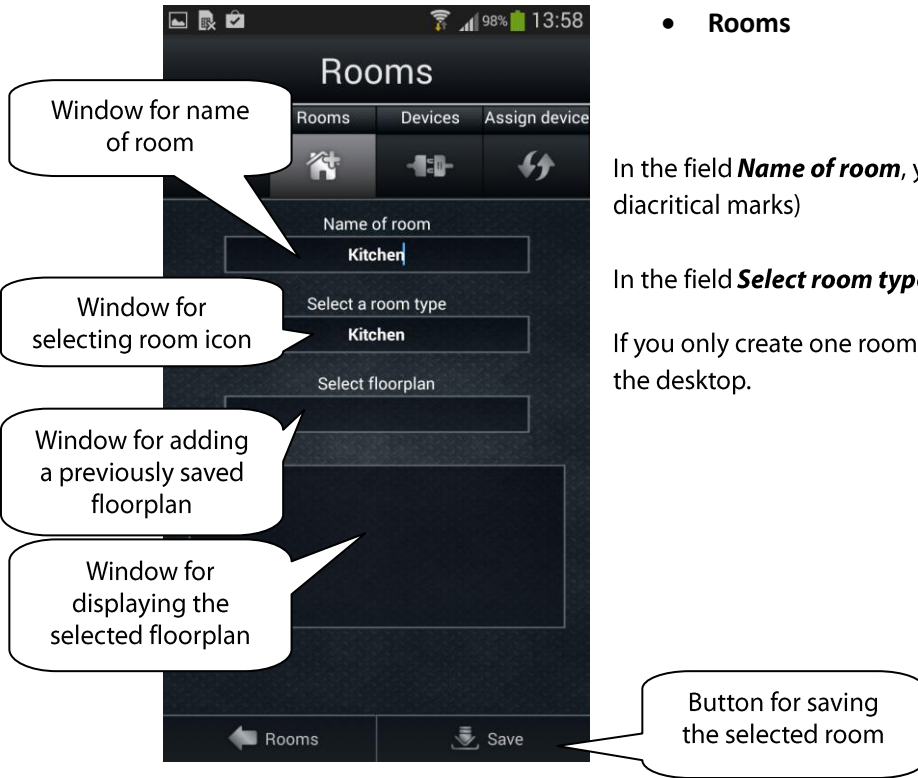 98% 13:58
• Rooms
Rooms
Window for name
of room
Rooms Devices Assign device
In the field Name of room,
diacritical marks)
Name of room
Kitchen
In the field Select room type
Window for
selecting room icon
Select a room type
Kitchen
If you only create one room
the desktop.
Select floorplan
Window for adding
a previously saved
floorplan
Window for
displaying the
selected floorplan
Rooms Save
Button for saving
the selected room